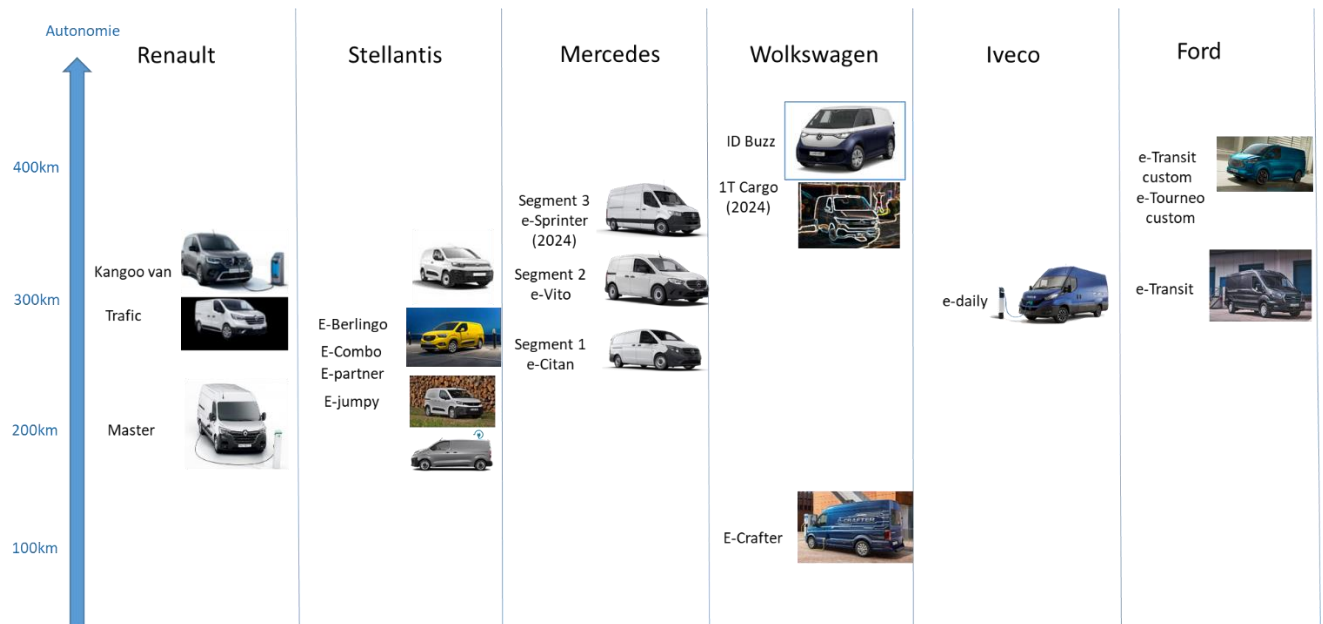 Autonomie
Renault
Stellantis
Mercedes
Wolkswagen
Iveco
Ford
400km
300km
200km
100km
Kangoo van
Trafic
Master
E-Berlingo
E-Combo
E-partner
E-jumpy
Segment 3
e-Sprinter
(2024)
Segment 2
e-Vito
Segment 1
e-Citan
ID Buzz
1T Cargo
(2024)
E-Crafter
e-daily
e-Transit
custom
e-Tourneo
custom
e-Transit